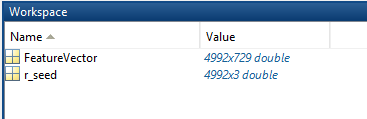 Workspace
Name Value
FeatureVector 4992x729 double
r_seed 4992x3 double